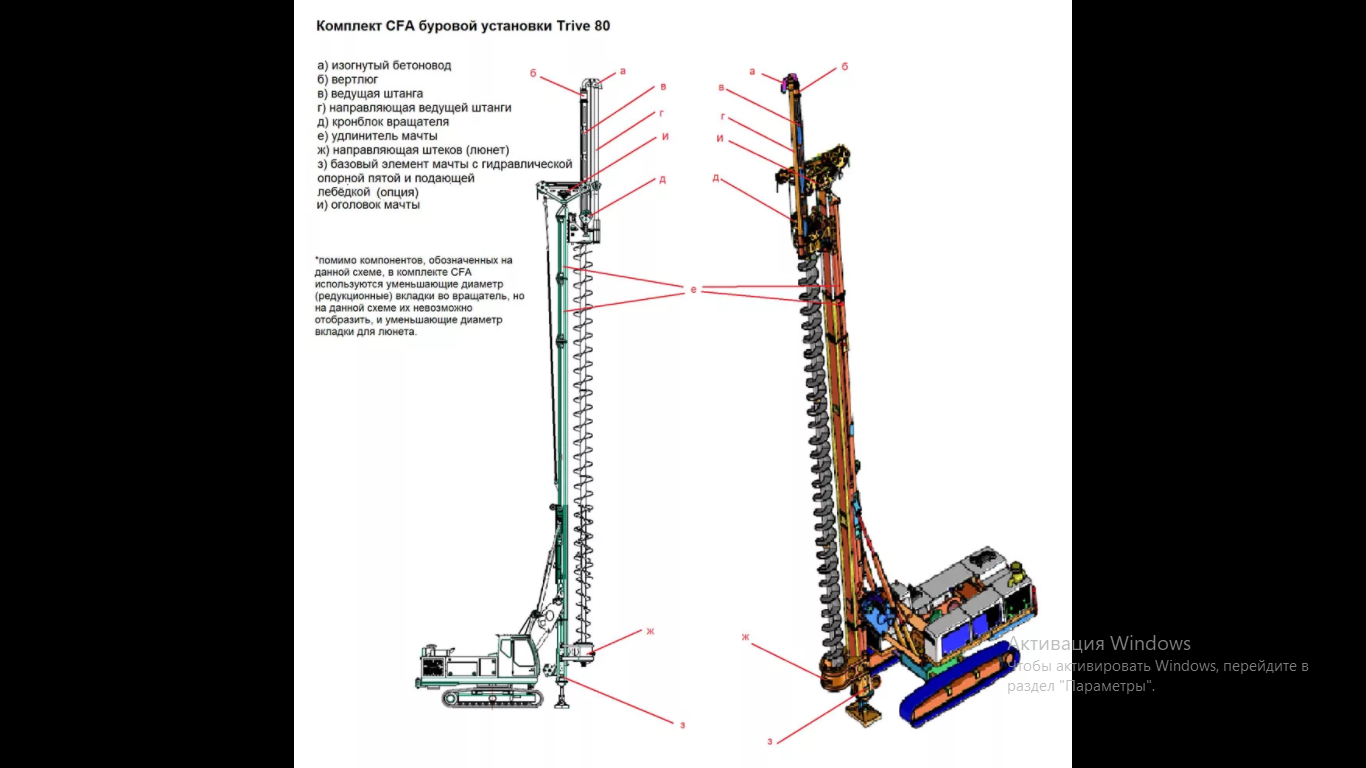 Комплект CFA буровой установки Trive 80
а) изогнутый бетоновод
б) вертлюг
в) ведущая штанга
г) направляющая ведущей штанги
д) кронблок вращателя
е) удлинитель мачты
ж) направляющая штеков (люнет)
з) базовый элемент мачты с гидравлической
опорной пятой и подающей
лебёдкой (опция)
и) оголовок мачты
*помимо компонентов, обозначенных на
данной схеме, в комплекте CFA
используются уменьшающие диаметр
(редукционные) вкладки во вращатель, но
на данной схеме их невозможно
отобразить, и уменьшающие диаметр
вкладки для люнета.
б
а
в
г
и
д
е
ж
з
а
б
в
г
и
д
ж
з
Активация Windows
Чтобы активировать Windows, перейдите в
раздел "Параметры".